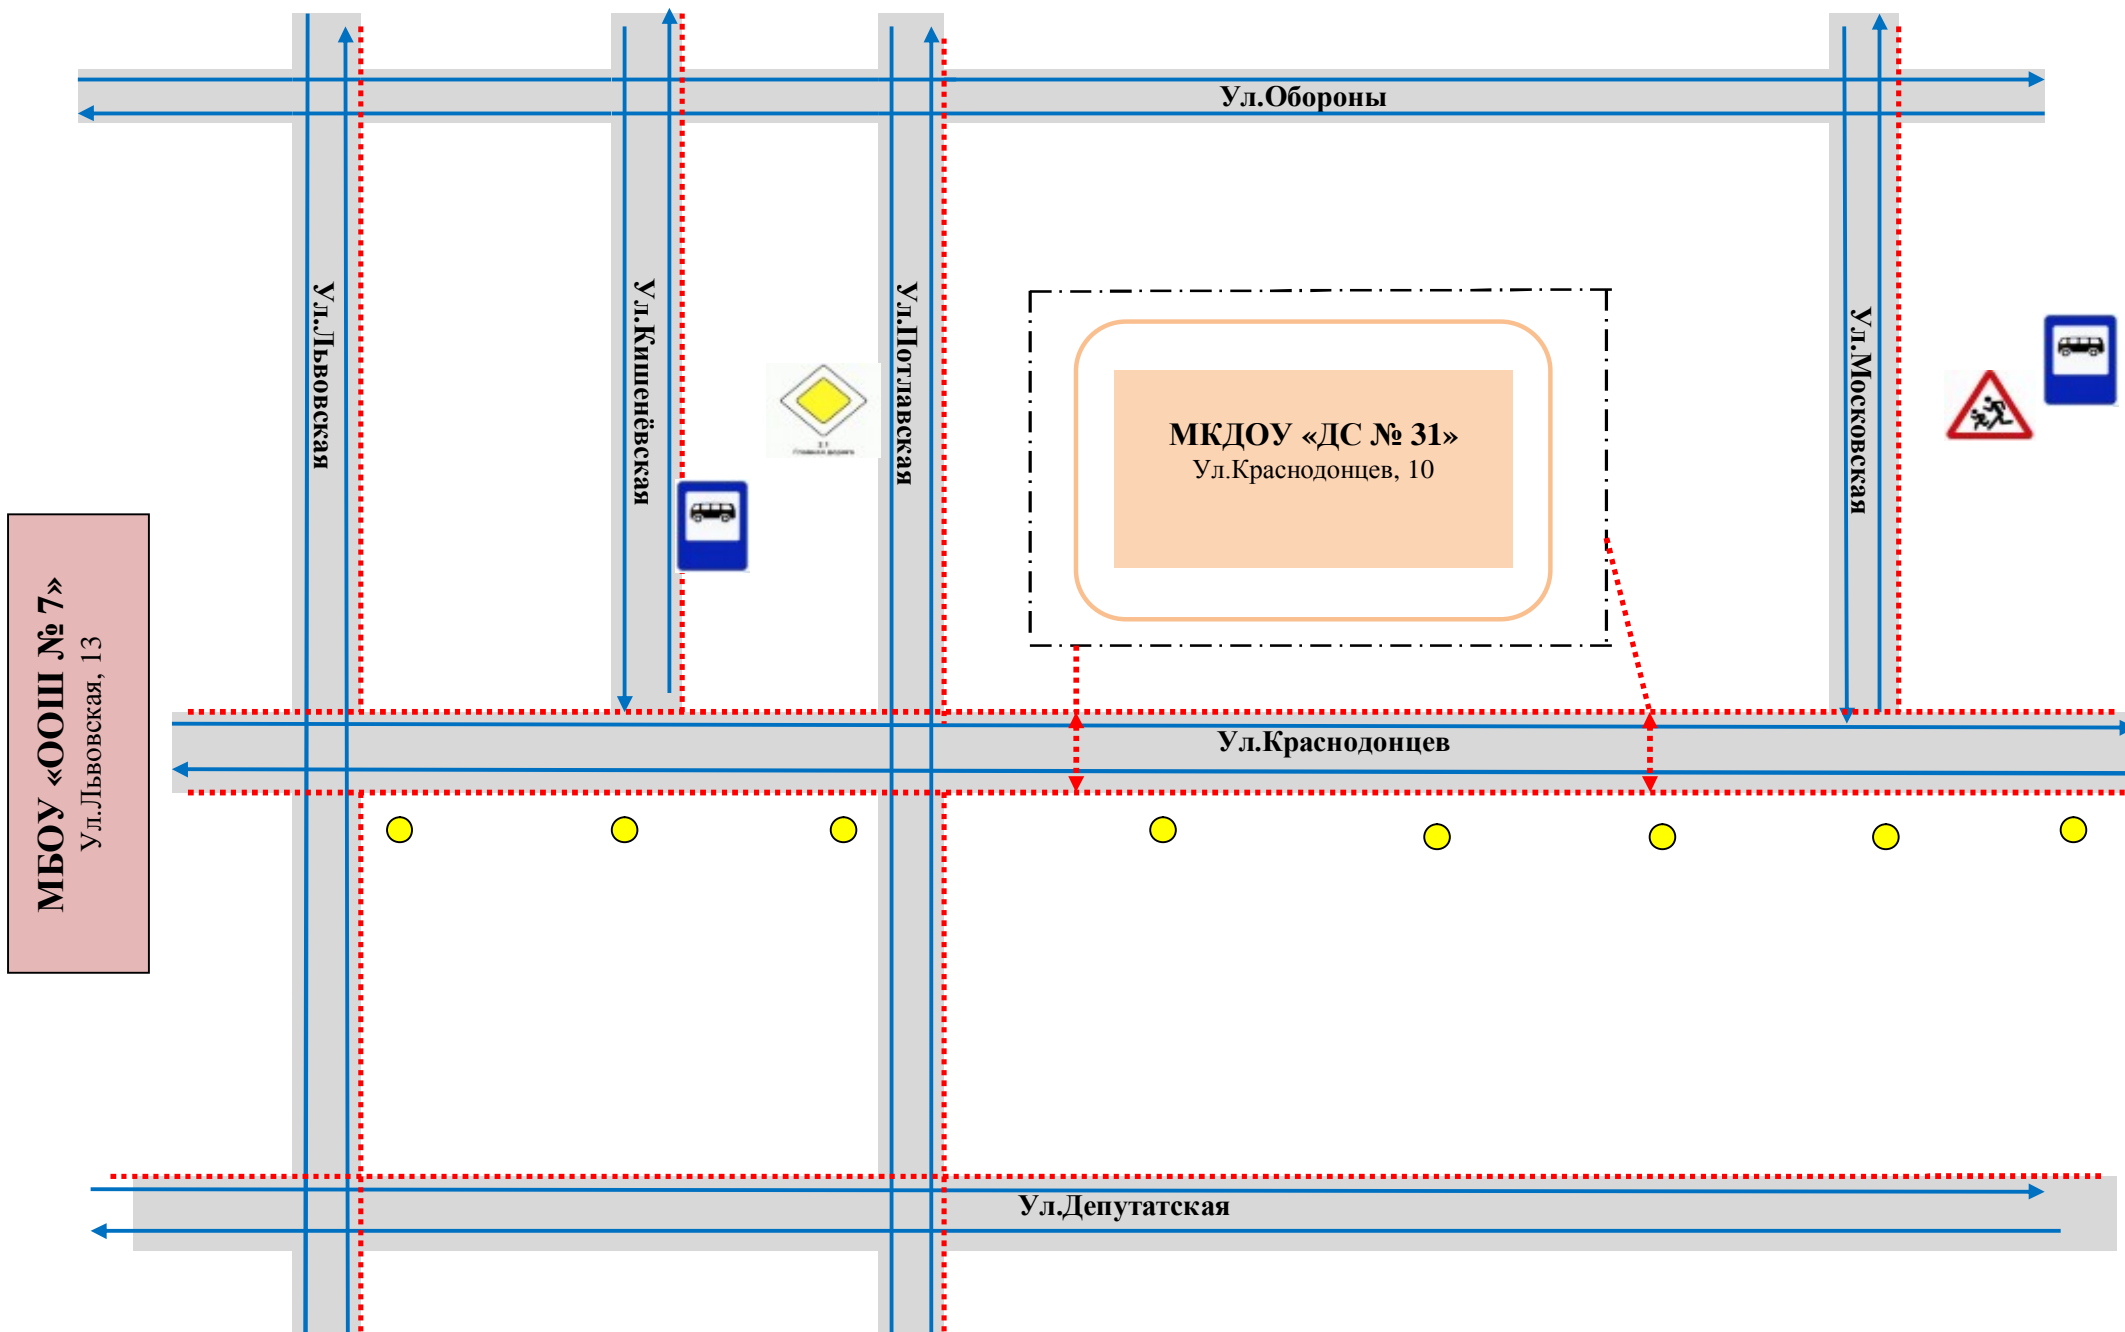 Ул.Обороны
Ул.Львовская
Ул.Кишенёвская
Ул.Потлавская
Ул.Московская
МКДОУ «ДС № 31»
Ул.Краснодонцев, 10
МБОУ «ООШ № 7»
Ул.Львовская, 13
Ул.Краснодонцев
Ул.Депутатская